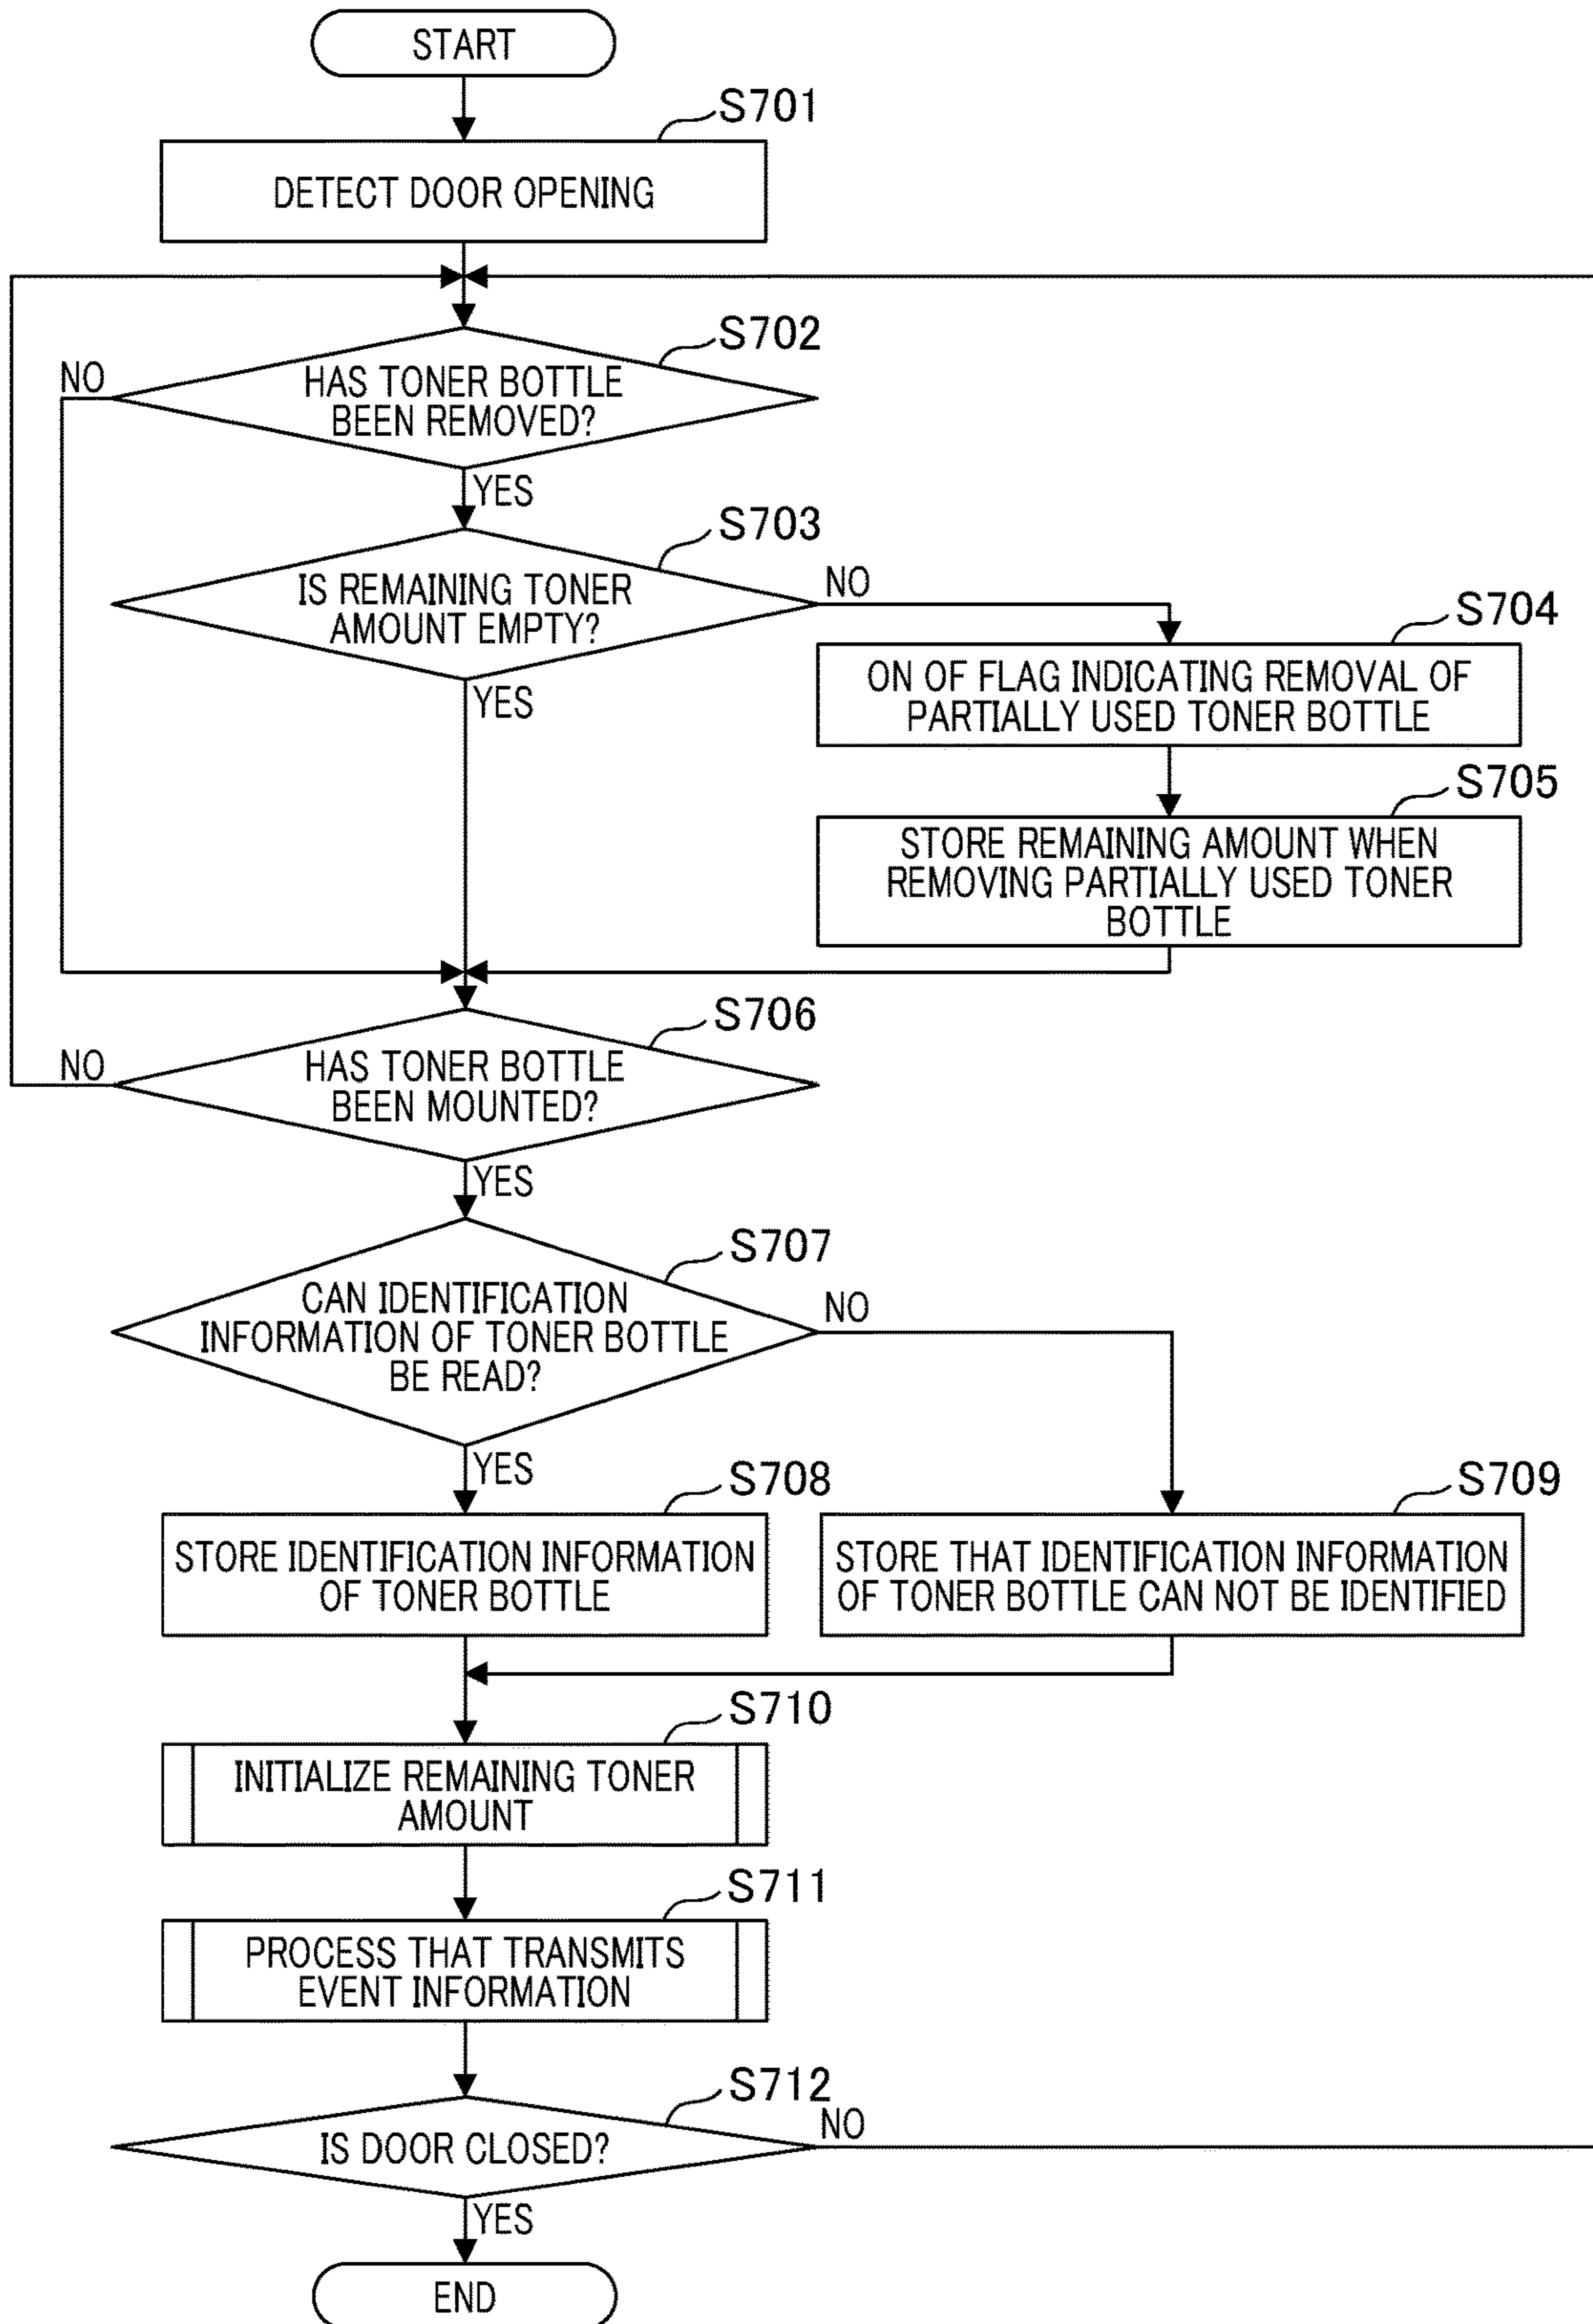 START
S701
DETECT DOOR OPENING
S702
HAS TONER BOTTLE
BEEN REMOVED?
NO
YES
S703
IS REMAINING TONER
AMOUNT EMPTY?
NO
YES
S704
ON OF FLAG INDICATING REMOVAL OF
PARTIALLY USED TONER BOTTLE
S705
STORE REMAINING AMOUNT WHEN
REMOVING PARTIALLY USED TONER
BOTTLE
S706
HAS TONER BOTTLE
BEEN MOUNTED?
NO
YES
S707
CAN IDENTIFICATION
INFORMATION OF TONER BOTTLE
BE READ?
NO
YES
S708
STORE IDENTIFICATION INFORMATION
OF TONER BOTTLE
S709
STORE THAT IDENTIFICATION INFORMATION
OF TONER BOTTLE CAN NOT BE IDENTIFIED
S710
INITIALIZE REMAINING TONER
AMOUNT
S711
PROCESS THAT TRANSMITS
EVENT INFORMATION
S712
IS DOOR CLOSED?
NO
YES
END